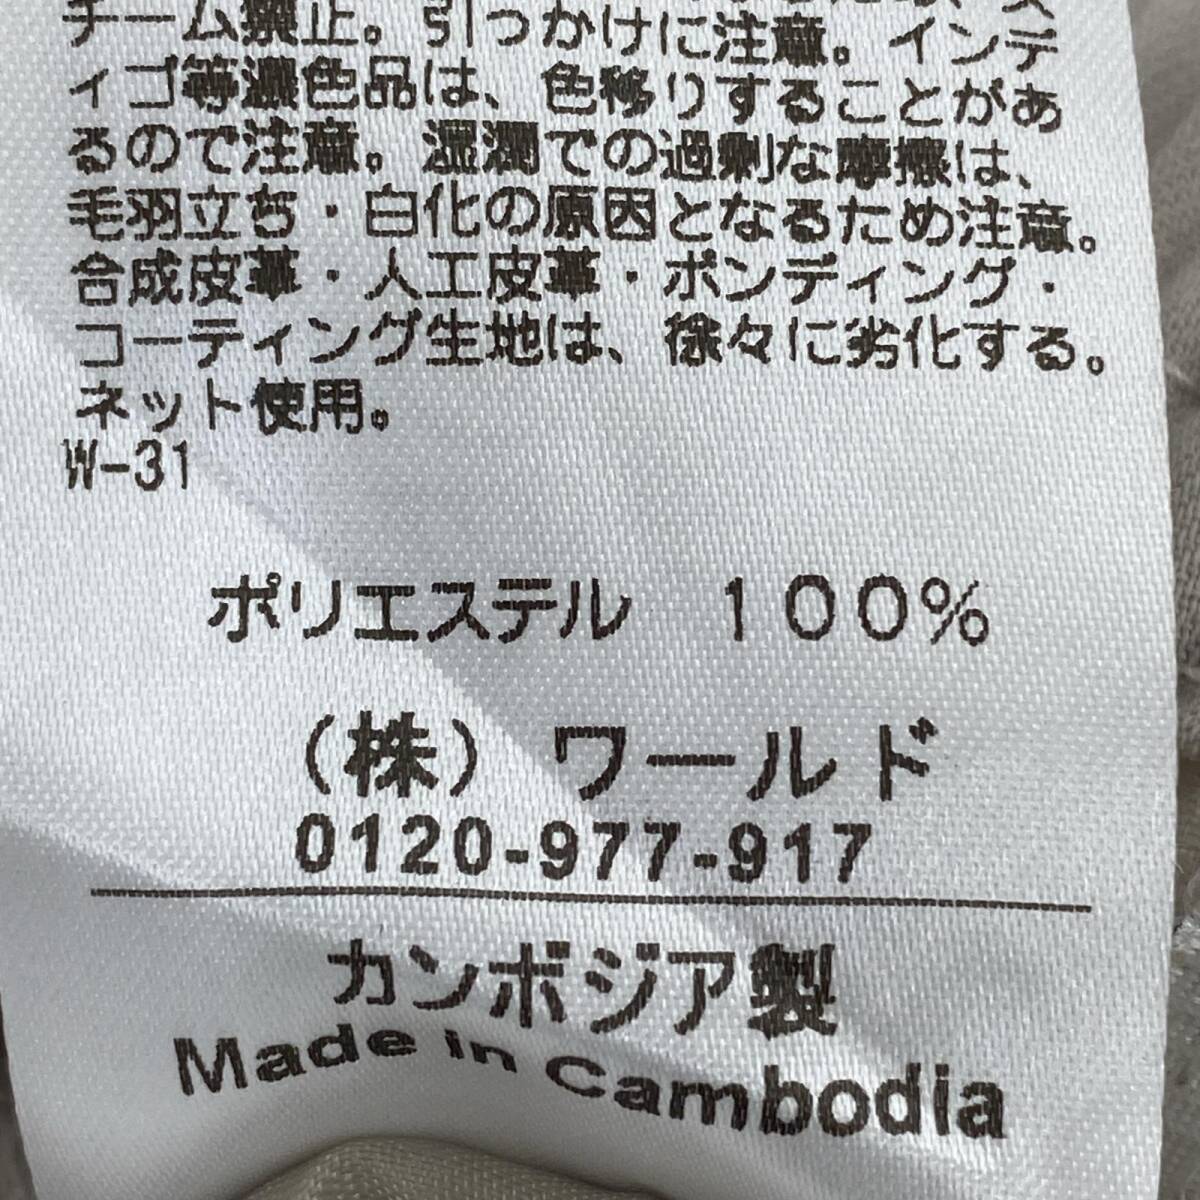 チーム禁止。引っかけに注意。インデ
ィゴ等濃色品は、色移りすることがあ
るので注意。湿潤での過剰な摩擦は、
毛羽立ち・白化の原因となるため注意。
合成皮革・人工皮革・ボンディング・
コーティング生地は、徐々に劣化する。
ネット使用。
W-31
ポリエステル 100%
(株) ワールド
0120-977-917
カンボジア製
Made in Cambodia